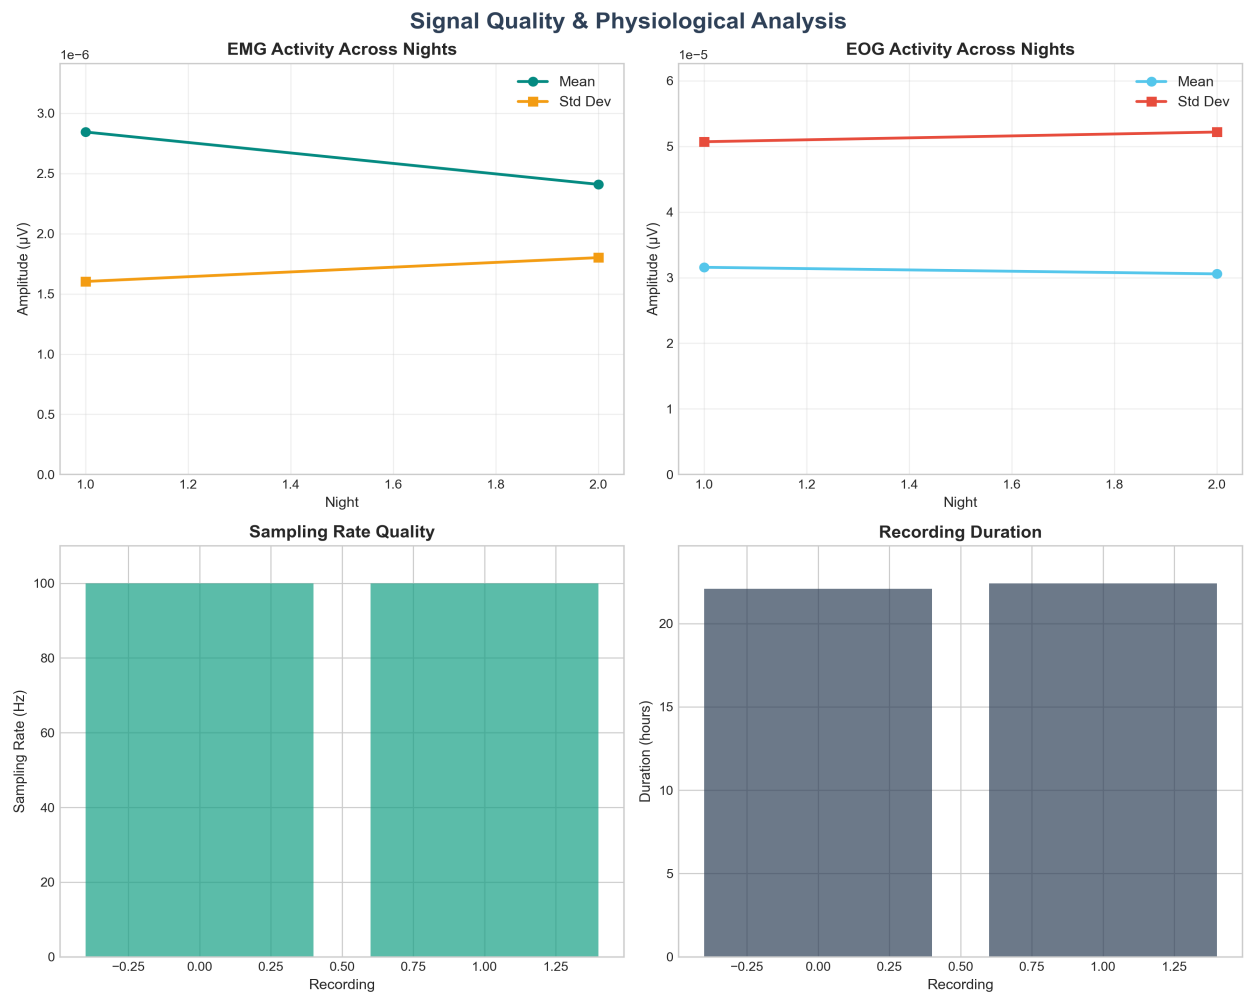 Signal Quality & Physiological Analysis
EMG Activity Across Nights
1e−6
Mean
Std Dev
3.0
2.5
2.0
1.5
1.0
0.5
0.0
Amplitude (µV)
1.0 1.2 1.4 1.6 1.8 2.0
Night
EOG Activity Across Nights
1e−5
Mean
Std Dev
6
5
4
3
2
1
0
Amplitude (µV)
1.0 1.2 1.4 1.6 1.8 2.0
Night
Sampling Rate Quality
100
80
60
40
20
0
Sampling Rate (Hz)
−0.25 0.00 0.25 0.50 0.75 1.00 1.25
Recording
Recording Duration
20
15
10
5
0
Duration (hours)
−0.25 0.00 0.25 0.50 0.75 1.00 1.25
Recording